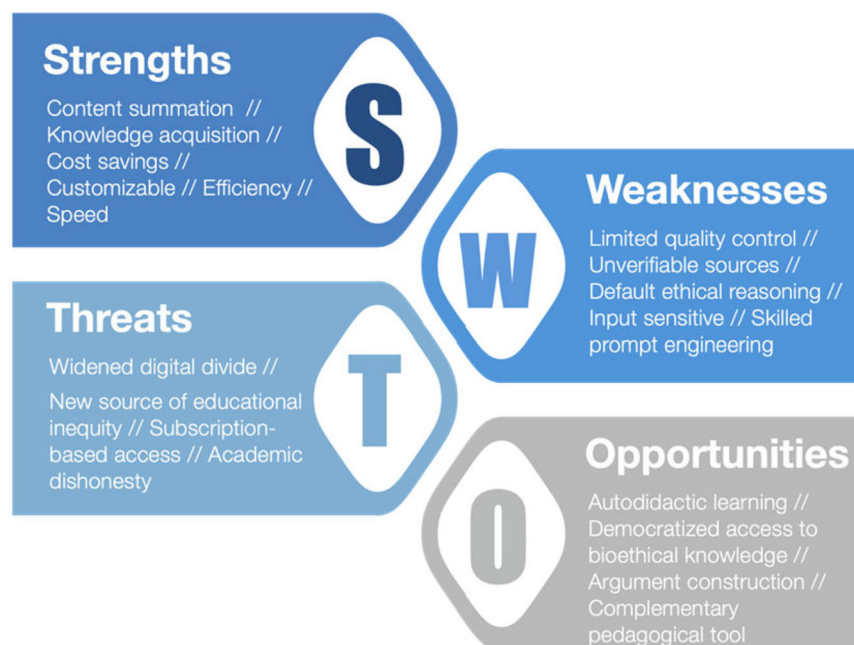 Strengths
Content summation //
Knowledge acquisition //
Cost savings //
Customizable // Efficiency //
Speed
S
W
Weaknesses
Limited quality control //
Unverifiable sources //
Default ethical reasoning //
Input sensitive // Skilled
prompt engineering
Threats
Widened digital divide //
New source of educational
inequity // Subscription-
based access // Academic
dishonesty
T
O
Opportunities
Autodidactic learning //
Democratized access to
bioethical knowledge //
Argument construction //
Complementary
pedagogical tool